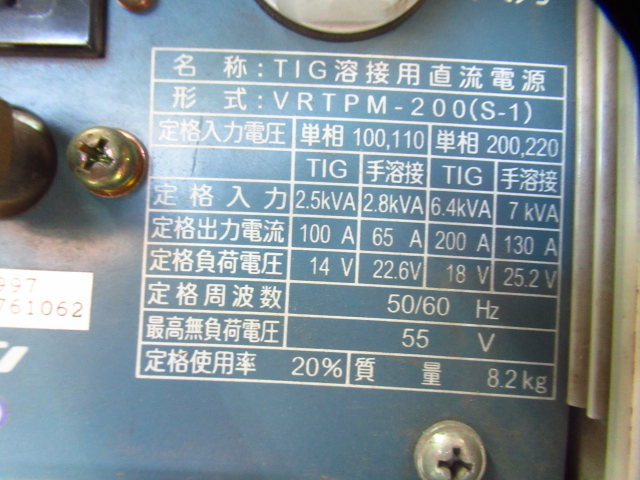 名 称：TIG溶接用直流電源
形 式：VRTPM-200(S-1)
定格入力電圧 単相 100,110 単相 200,220
TIG 手溶接 TIG 手溶接
定格入力 2.5kVA 2.8kVA 6.4kVA 7 kVA
定格出力電流 100 A 65 A 200 A 130 A
定格負荷電圧 14 V 22.6V 18 V 25.2 V
定格周波数 50/60 Hz
最高無負荷電圧 55 V
定格使用率 20% 質 量 8.2kg
997
761062